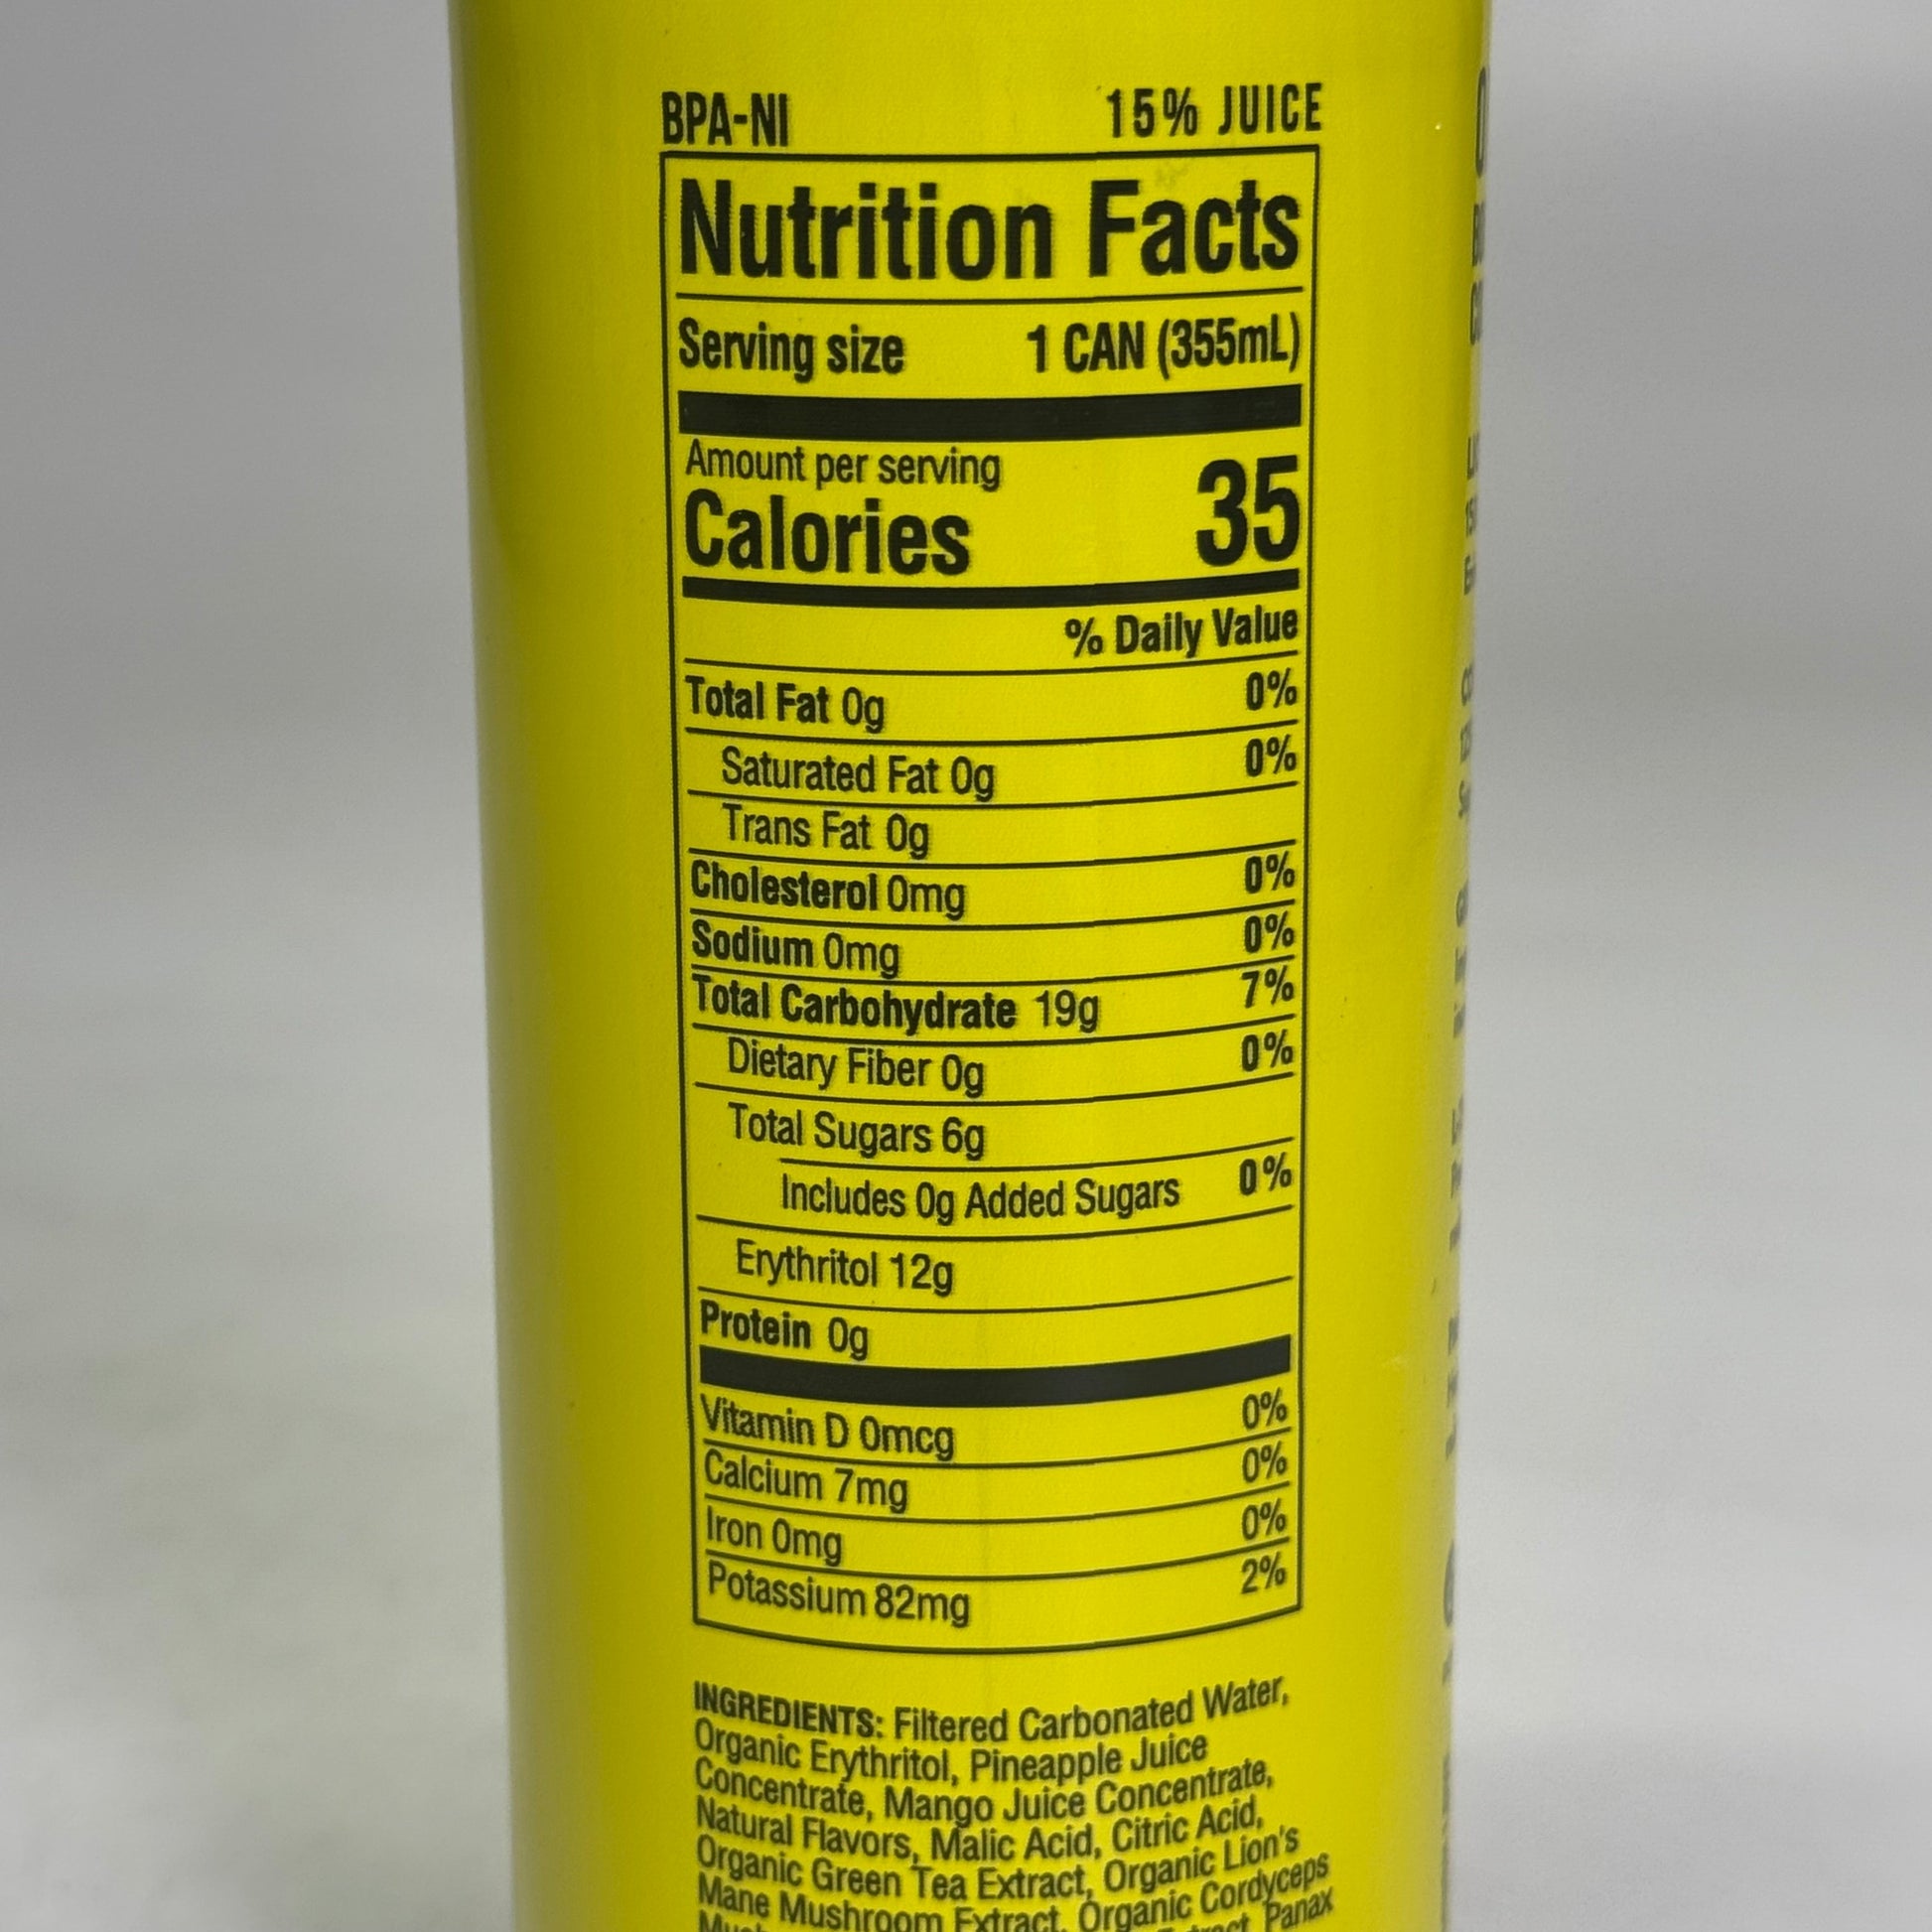 BPA-NI 15% JUICE
Nutrition Facts
Serving size 1 CAN (355mL)
Amount per serving
Calories 35
% Daily Value
Total Fat 0g 0%
Saturated Fat 0g 0%
Trans Fat 0g
Cholesterol 0mg 0%
Sodium 0mg 0%
Total Carbohydrate 19g 7%
Dietary Fiber 0g 0%
Total Sugars 6g
Includes 0g Added Sugars 0%
Erythritol 12g
Protein 0g
Vitamin D 0mcg 0%
Calcium 7mg 0%
Iron 0mg 0%
Potassium 82mg 2%
INGREDIENTS: Filtered Carbonated Water,
Organic Erythritol, Pineapple Juice
Concentrate, Mango Juice Concentrate,
Natural Flavors, Malic Acid, Citric Acid,
Organic Green Tea Extract, Organic Lion's
Mane Mushroom Extract, Organic Cordyceps
Panax